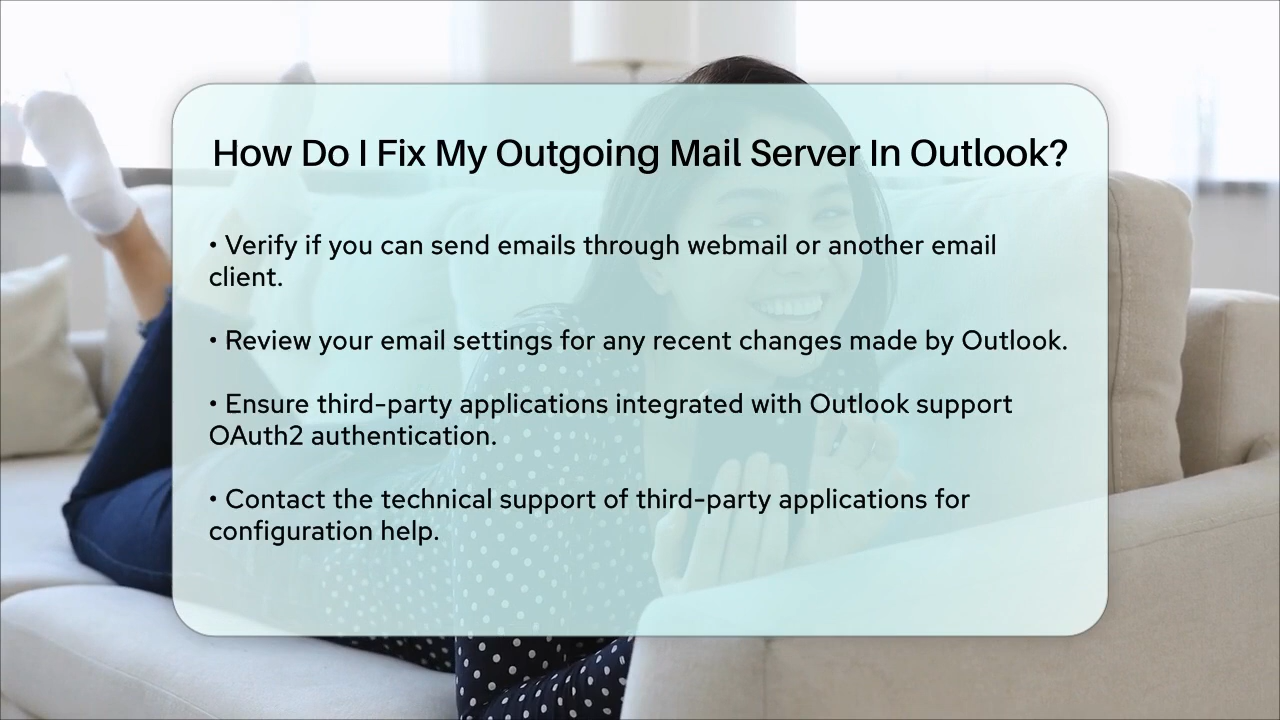 How Do I Fix My Outgoing Mail Server In Outlook?
• Verify if you can send emails through webmail or another email
client.
• Review your email settings for any recent changes made by Outlook.
• Ensure third-party applications integrated with Outlook support
OAuth2 authentication.
• Contact the technical support of third-party applications for
configuration help.